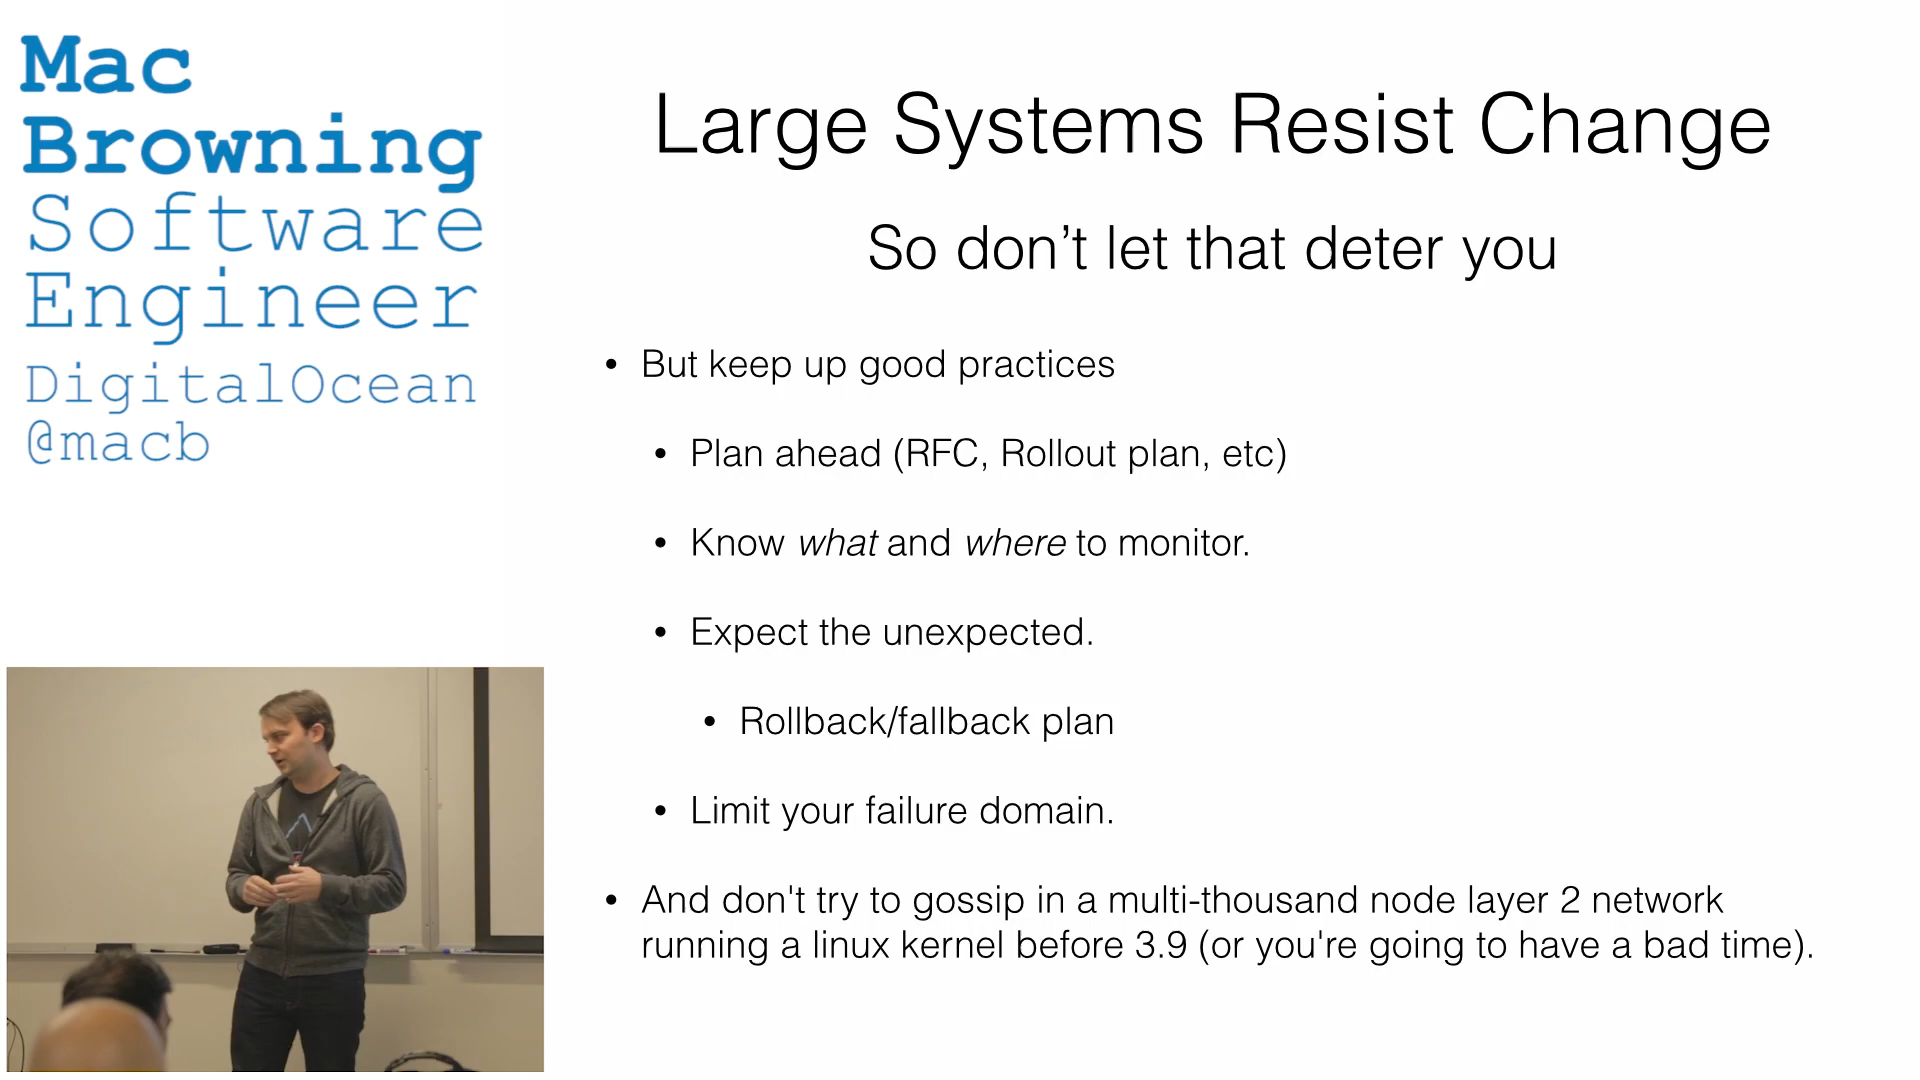 Mac
Browning
Software
Engineer
DigitalOcean
@macb
Large Systems Resist Change
So don’t let that deter you
• But keep up good practices
• Plan ahead (RFC, Rollout plan, etc)
• Know what and where to monitor.
• Expect the unexpected.
• Rollback/fallback plan
• Limit your failure domain.
• And don't try to gossip in a multi-thousand node layer 2 network
running a linux kernel before 3.9 (or you're going to have a bad time).